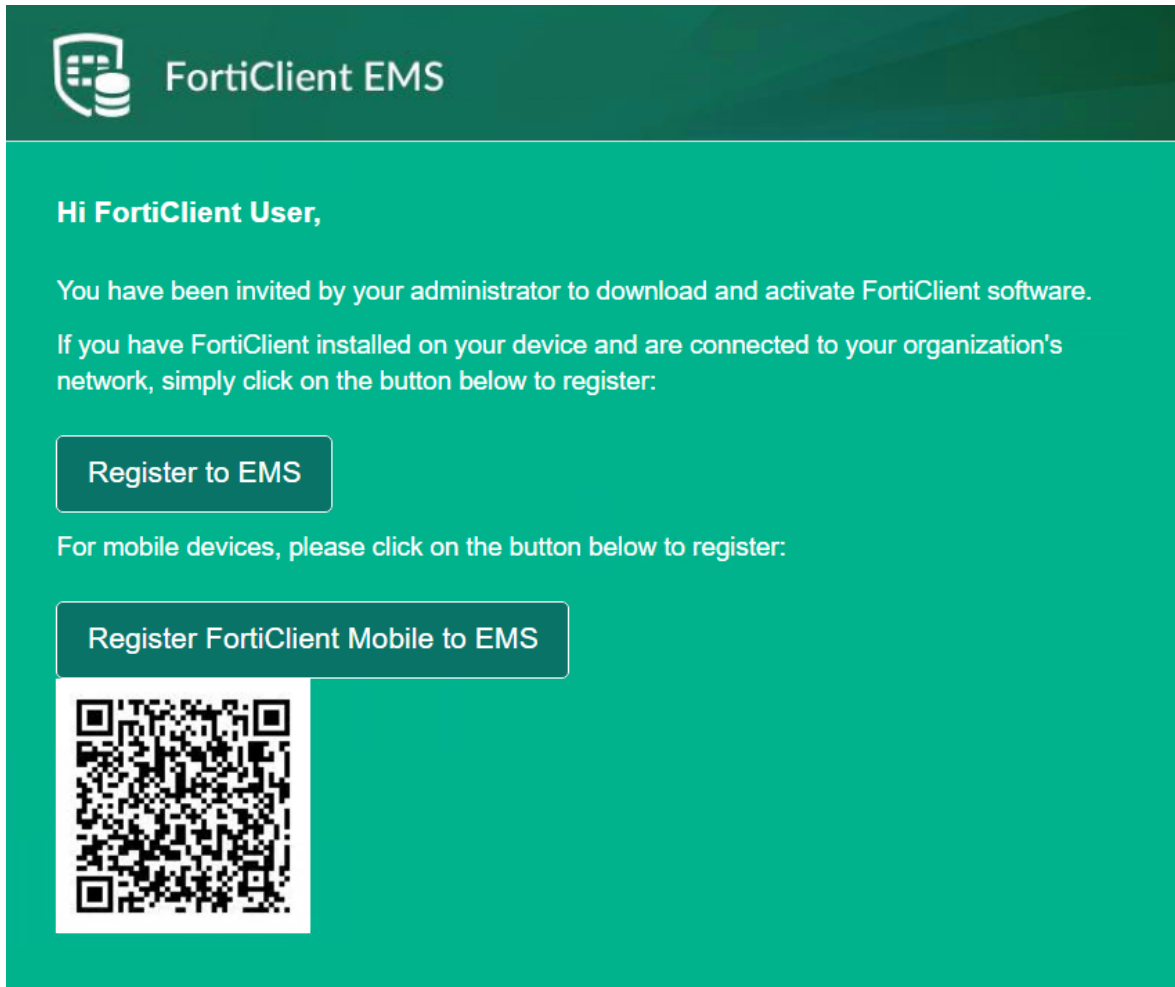 FortiClient EMS
Hi FortiClient User,
You have been invited by your administrator to download and activate FortiClient software.
If you have FortiClient installed on your device and are connected to your organization's
network, simply click on the button below to register:
Register to EMS
For mobile devices, please click on the button below to register:
Register FortiClient Mobile to EMS